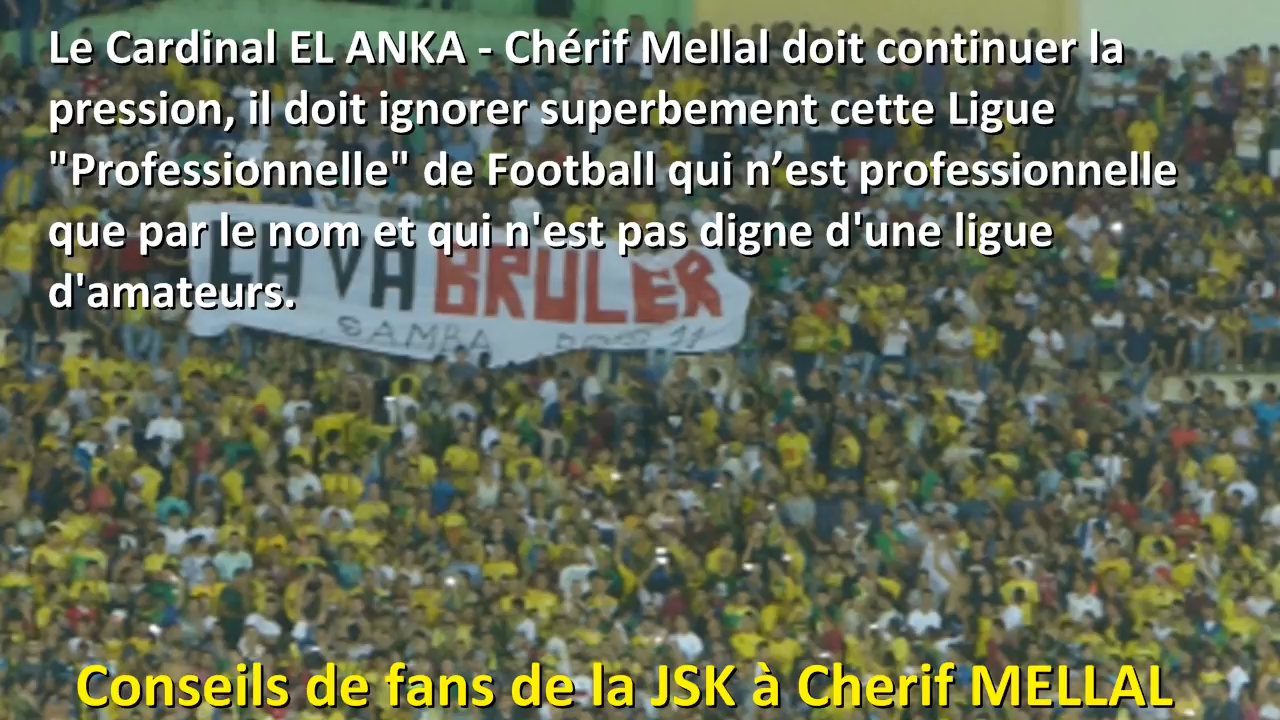 Le Cardinal EL ANKA - Chérif Mellal doit continuer la
pression, il doit ignorer superbement cette Ligue
"Professionnelle" de Football qui n’est professionnelle
que par le nom et qui n'est pas digne d'une ligue
d'amateurs.
VA BRULER
SAMBA
Conseils de fans de la JSK à Cherif MELLAL